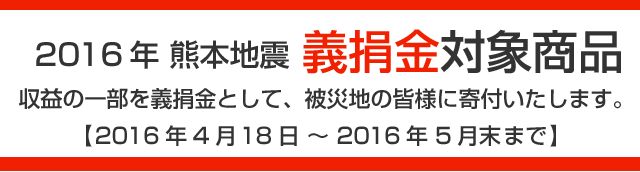 2016年 熊本地震 義捐金対象商品
収益の一部を義捐金として、被災地の皆様に寄付いたします。
【2016年4月18日 ～ 2016年5月末まで】